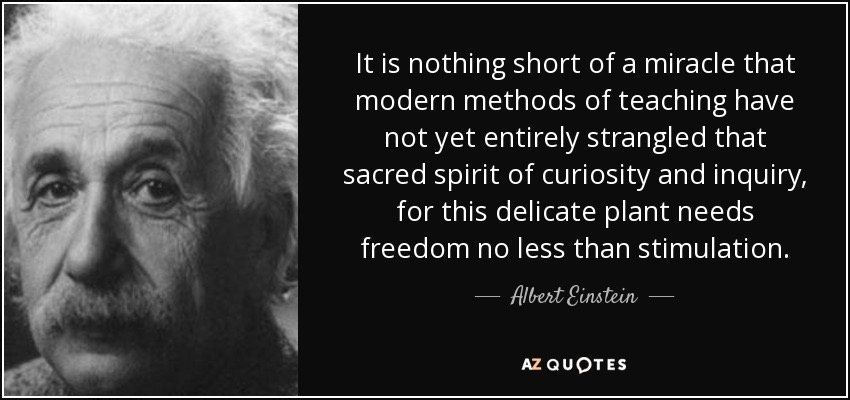 It is nothing short of a miracle that
modern methods of teaching have
not yet entirely strangled that
sacred spirit of curiosity and inquiry,
for this delicate plant needs
freedom no less than stimulation.
Albert Einstein
AZ QUOTES